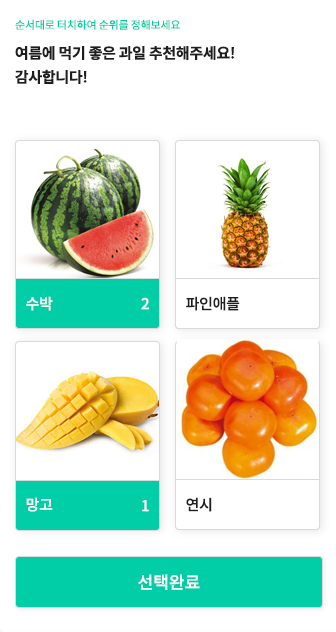 순서대로 터치하여 순위를 정해보세요
여름에 먹기 좋은 과일 추천해주세요!
감사합니다!
수박 2
파인애플
망고 1
연시
선택완료